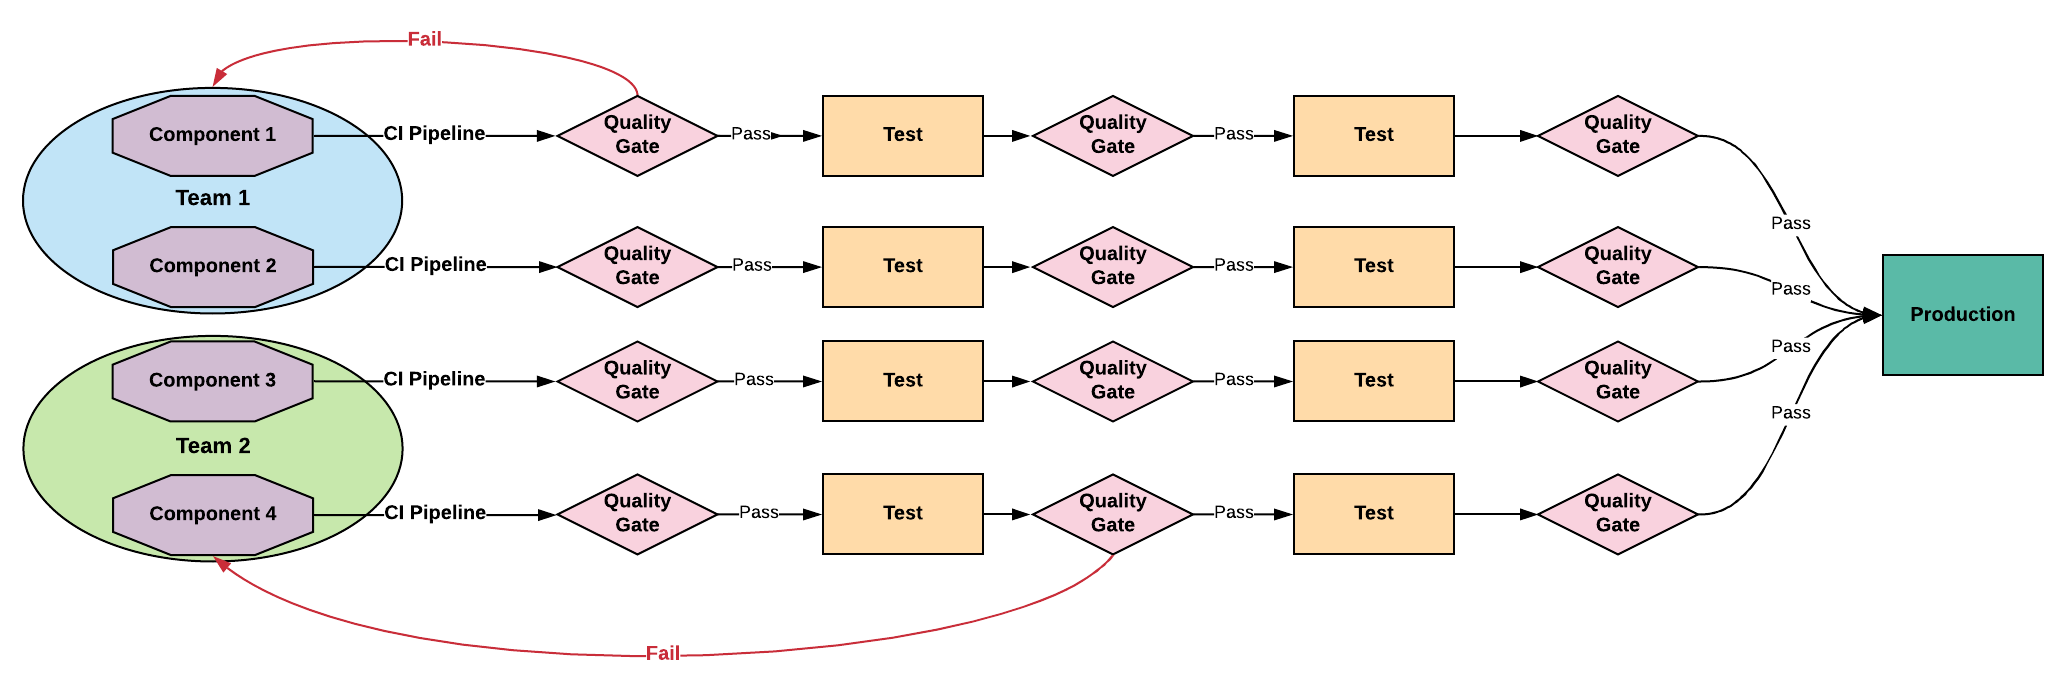 Fail
Component 1 CI Pipeline Quality Gate Pass Test Quality Gate Pass Test Quality Gate
Pass
Team 1
Component 2 CI Pipeline Quality Gate Pass Test Quality Gate Pass Test Quality Gate
Pass
Production
Pass
Component 3 CI Pipeline Quality Gate Pass Test Quality Gate Pass Test Quality Gate
Pass
Team 2
Component 4 CI Pipeline Quality Gate Pass Test Quality Gate Pass Test Quality Gate
Fail